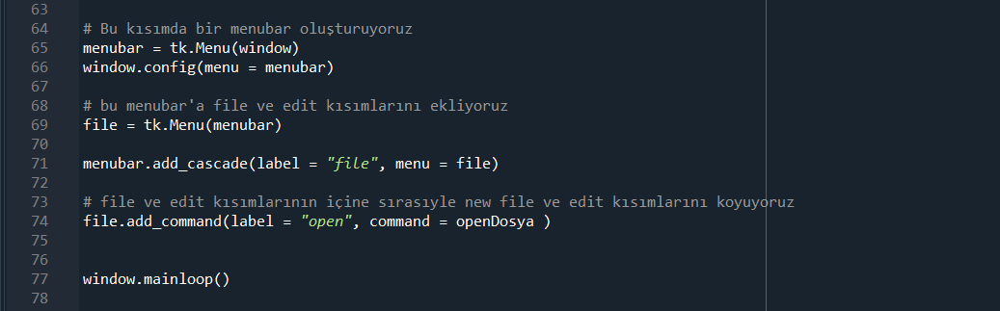 63
64 # Bu kısımda bir menubar oluşturuyoruz
65 menubar = tk.Menu(window)
66 window.config(menu = menubar)
67
68 # bu menubar'a file ve edit kısımlarını ekliyoruz
69 file = tk.Menu(menubar)
70
71 menubar.add_cascade(label = "file", menu = file)
72
73 # file ve edit kısımlarının içine sırasıyle new file ve edit kısımlarını koyuyoruz
74 file.add_command(label = "open", command = openDosya )
75
76
77 window.mainloop()
78